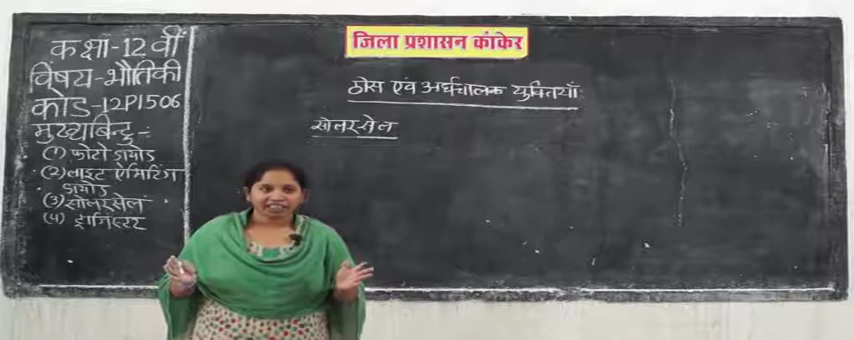 कक्षा-12 वीं
विषय-भौतिकी
कोड-12P1506
मुख्यबिन्दु :-
(1) फोटो डायोड
(2) लाइट ऐमिटिंग
डायोड
(3) सोलरसेल
(4) ट्रांजिस्टर
जिला प्रशासन कांकेर
ठोस एवं अर्धचालक युक्तियाँ
सोलरसेल